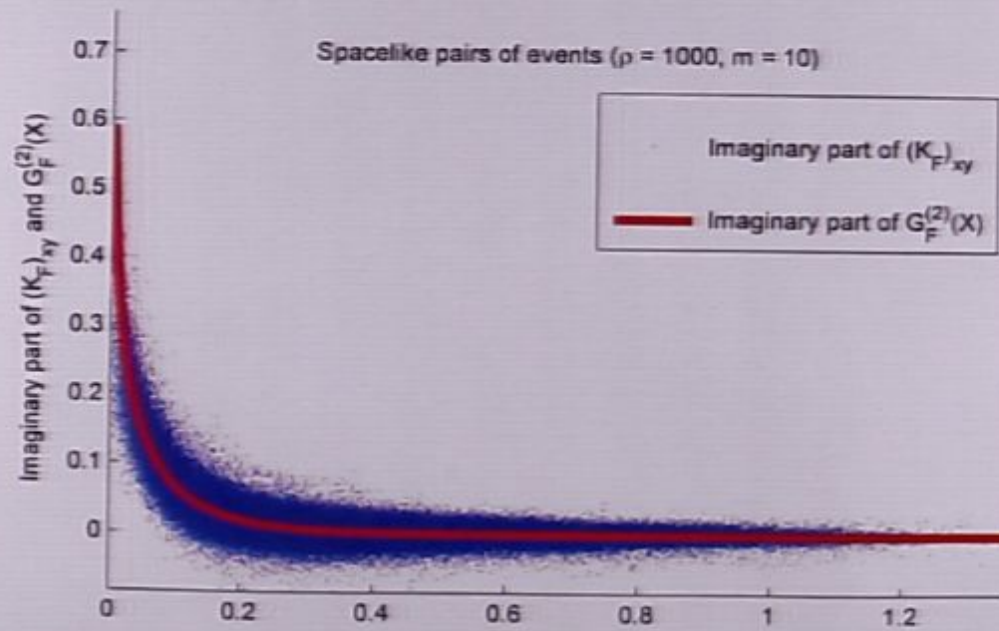 Spacelike pairs of events (ρ = 1000, m = 10)
Imaginary part of (K_F)_xy
Imaginary part of G_F^(2)(X)
Imaginary part of (K_F)_xy and G_F^(2)(X)
0.7
0.6
0.5
0.4
0.3
0.2
0.1
0
0 0.2 0.4 0.6 0.8 1 1.2